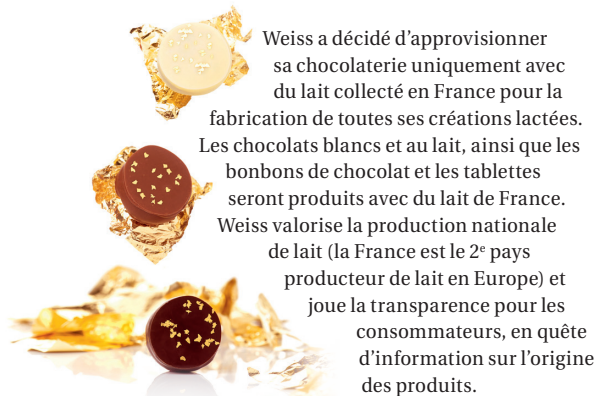 Weiss a décidé d’approvisionner
sa chocolaterie uniquement avec
du lait collecté en France pour la
fabrication de toutes ses créations lactées.
Les chocolats blancs et au lait, ainsi que les
bonbons de chocolat et les tablettes
seront produits avec du lait de France.
Weiss valorise la production nationale
de lait (la France est le 2e pays
producteur de lait en Europe) et
joue la transparence pour les
consommateurs, en quête
d’information sur l’origine
des produits.